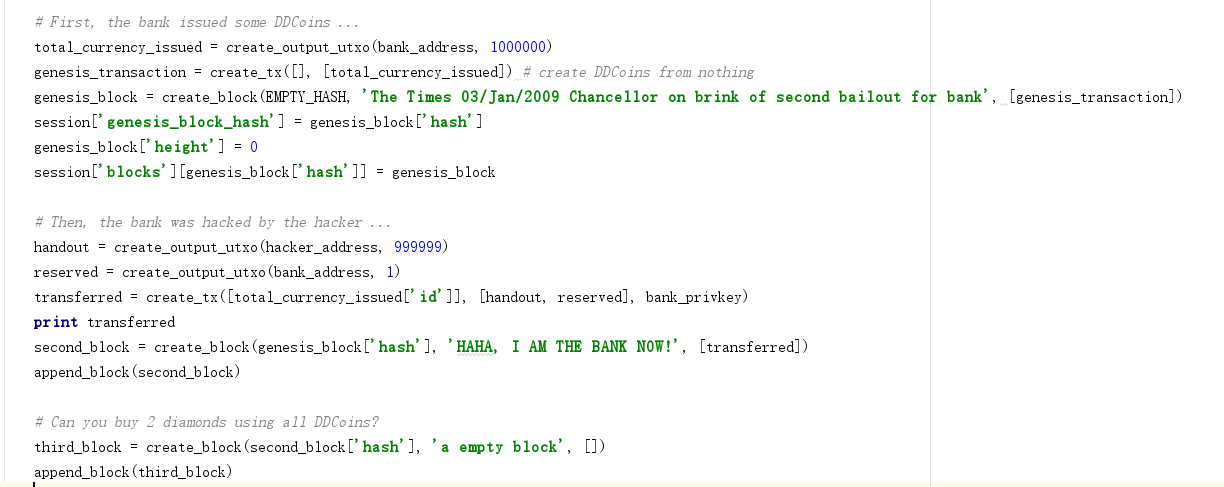 # First, the bank issued some DDCoins ...
total_currency_issued = create_output_utxo(bank_address, 1000000)
genesis_transaction = create_tx([], [total_currency_issued]) # create DDCoins from nothing
genesis_block = create_block(EMPTY_HASH, 'The Times 03/Jan/2009 Chancellor on brink of second bailout for bank', [genesis_transaction])
session['genesis_block_hash'] = genesis_block['hash']
genesis_block['height'] = 0
session['blocks'][genesis_block['hash']] = genesis_block

# Then, the bank was hacked by the hacker ...
handout = create_output_utxo(hacker_address, 999999)
reserved = create_output_utxo(bank_address, 1)
transferred = create_tx([total_currency_issued['id']], [handout, reserved], bank_privkey)
print transferred
second_block = create_block(genesis_block['hash'], 'HAHA, I AM THE BANK NOW!', [transferred])
append_block(second_block)

# Can you buy 2 diamonds using all DDCoins?
third_block = create_block(second_block['hash'], 'a empty block', [])
append_block(third_block)